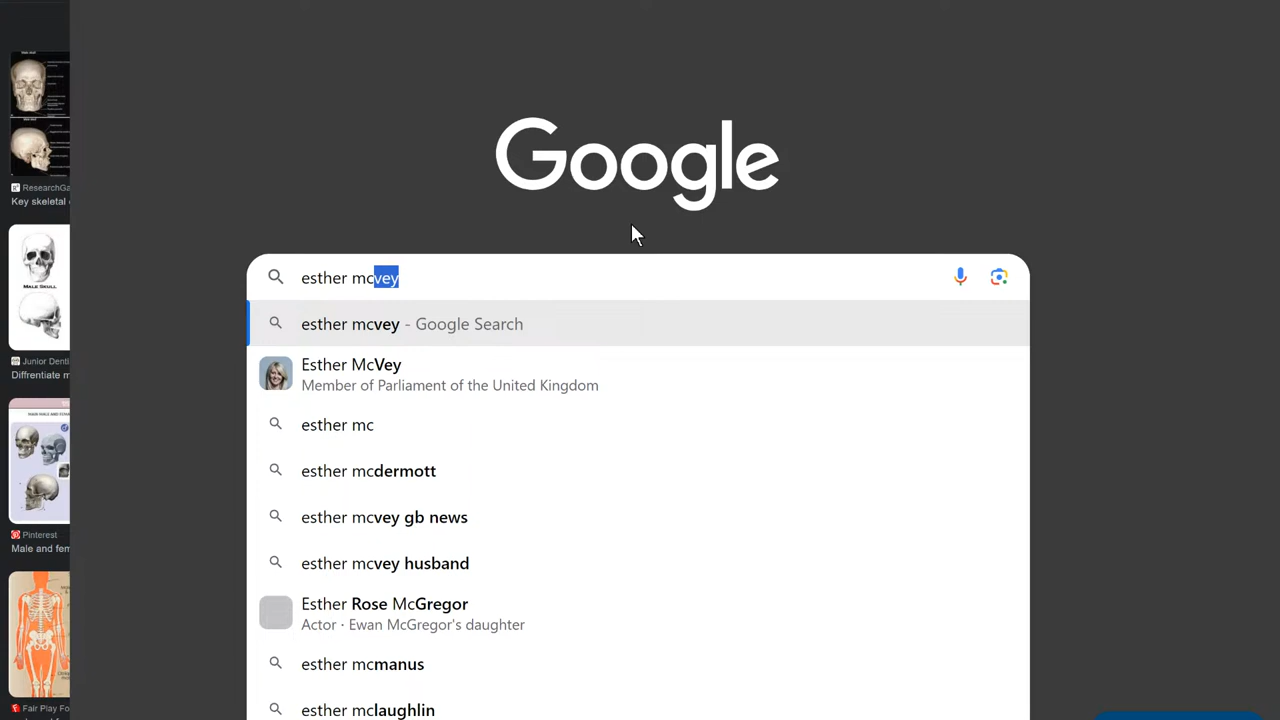 ResearchGa
Key skeletal
MALE SKULL
Junior Denti
Diffrentiate m
Pinterest
Male and fem
Fair Play Fo
Google
esther mcvey
esther mcvey - Google Search
Esther McVey
Member of Parliament of the United Kingdom
esther mc
esther mcdermott
esther mcvey gb news
esther mcvey husband
Esther Rose McGregor
Actor · Ewan McGregor's daughter
esther mcmanus
esther mclaughlin